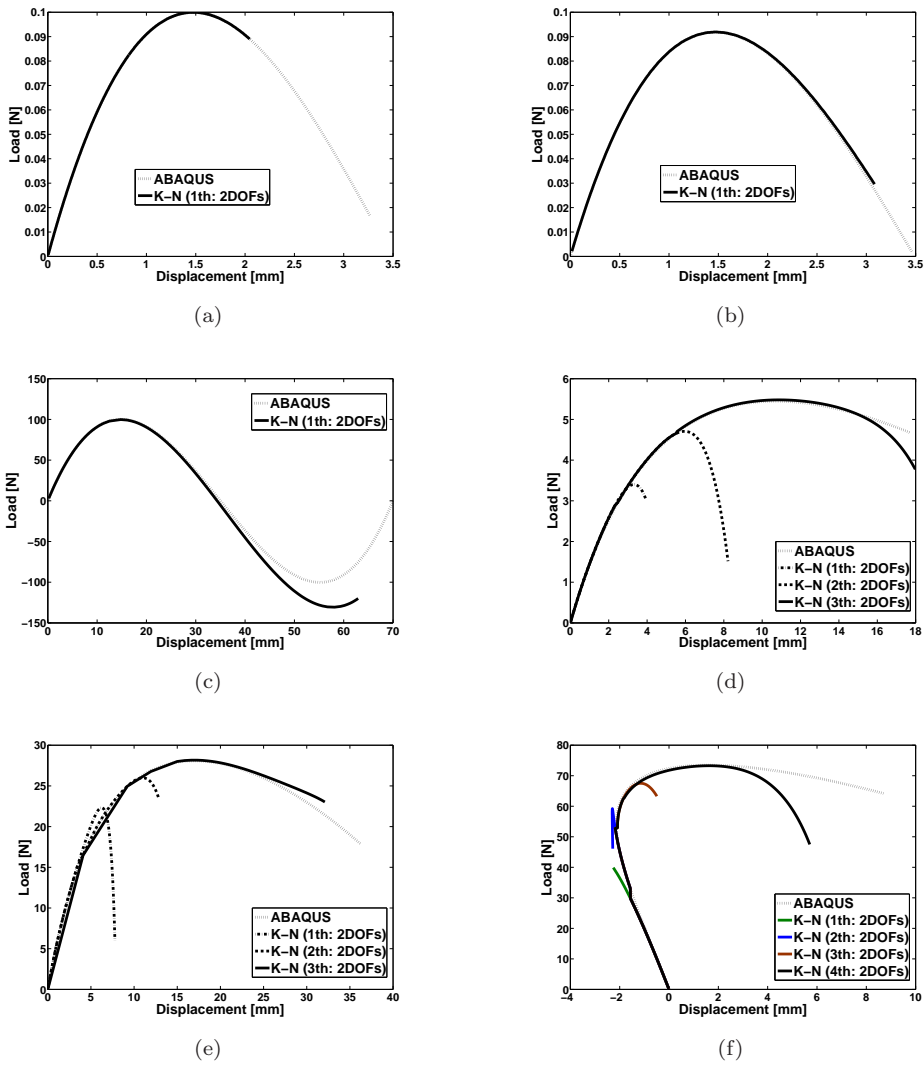 0.1
0.09
0.08
0.07
0.06
0.05
0.04
0.03
0.02
0.01
0
Load [N]
ABAQUS
K−N (1th: 2DOFs)
0 0.5 1 1.5 2 2.5 3 3.5
Displacement [mm]
(a)
0.1
0.09
0.08
0.07
0.06
0.05
0.04
0.03
0.02
0.01
0
Load [N]
ABAQUS
K−N (1th: 2DOFs)
0 0.5 1 1.5 2 2.5 3 3.5
Displacement [mm]
(b)
150
100
50
0
−50
−100
−150
Load [N]
ABAQUS
K−N (1th: 2DOFs)
0 10 20 30 40 50 60 70
Displacement [mm]
(c)
6
5
4
3
2
1
0
Load [N]
ABAQUS
K−N (1th: 2DOFs)
K−N (2th: 2DOFs)
K−N (3th: 2DOFs)
0 2 4 6 8 10 12 14 16 18
Displacement [mm]
(d)
30
25
20
15
10
5
0
Load [N]
ABAQUS
K−N (1th: 2DOFs)
K−N (2th: 2DOFs)
K−N (3th: 2DOFs)
0 5 10 15 20 25 30 35 40
Displacement [mm]
(e)
80
70
60
50
40
30
20
10
0
Load [N]
ABAQUS
K−N (1th: 2DOFs)
K−N (2th: 2DOFs)
K−N (3th: 2DOFs)
K−N (4th: 2DOFs)
−4 −2 0 2 4 6 8 10
Displacement [mm]
(f)